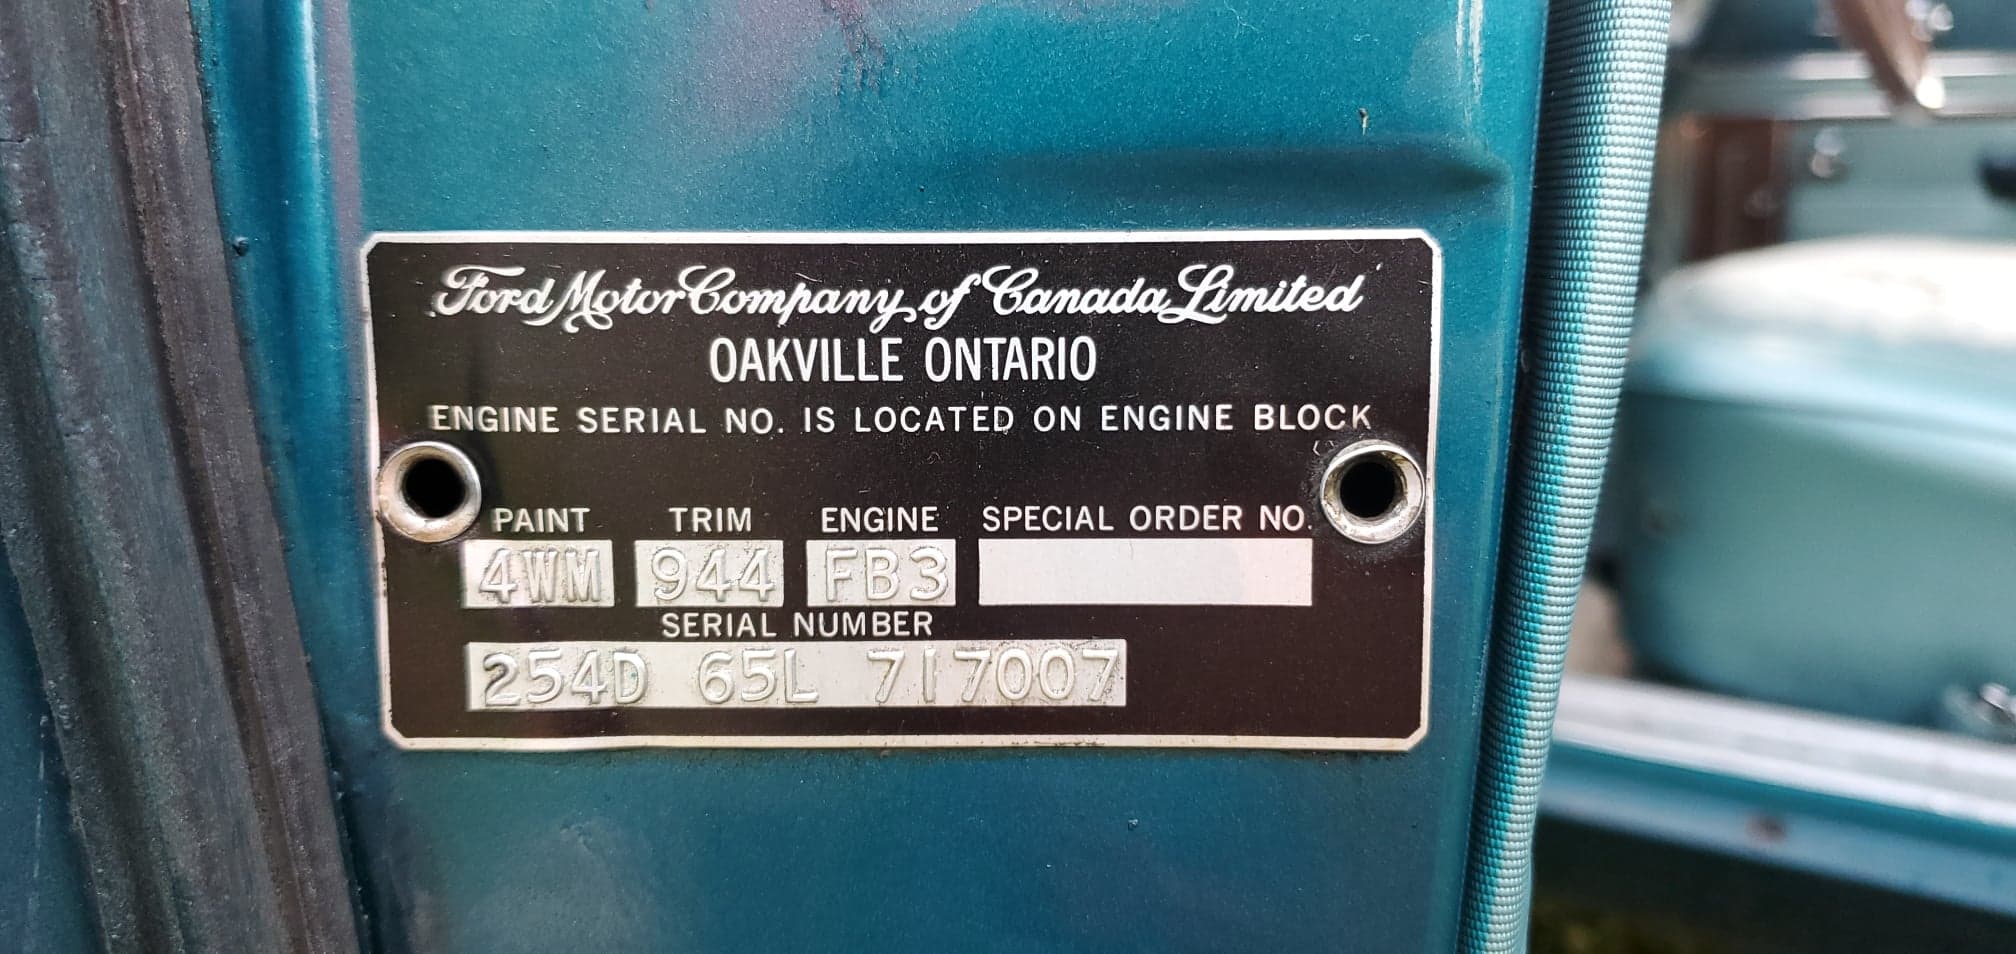 Ford Motor Company of Canada Limited
OAKVILLE ONTARIO
ENGINE SERIAL NO. IS LOCATED ON ENGINE BLOCK
PAINT TRIM ENGINE SPECIAL ORDER NO.
4WM 944 FB3
SERIAL NUMBER
254D 65L 717007